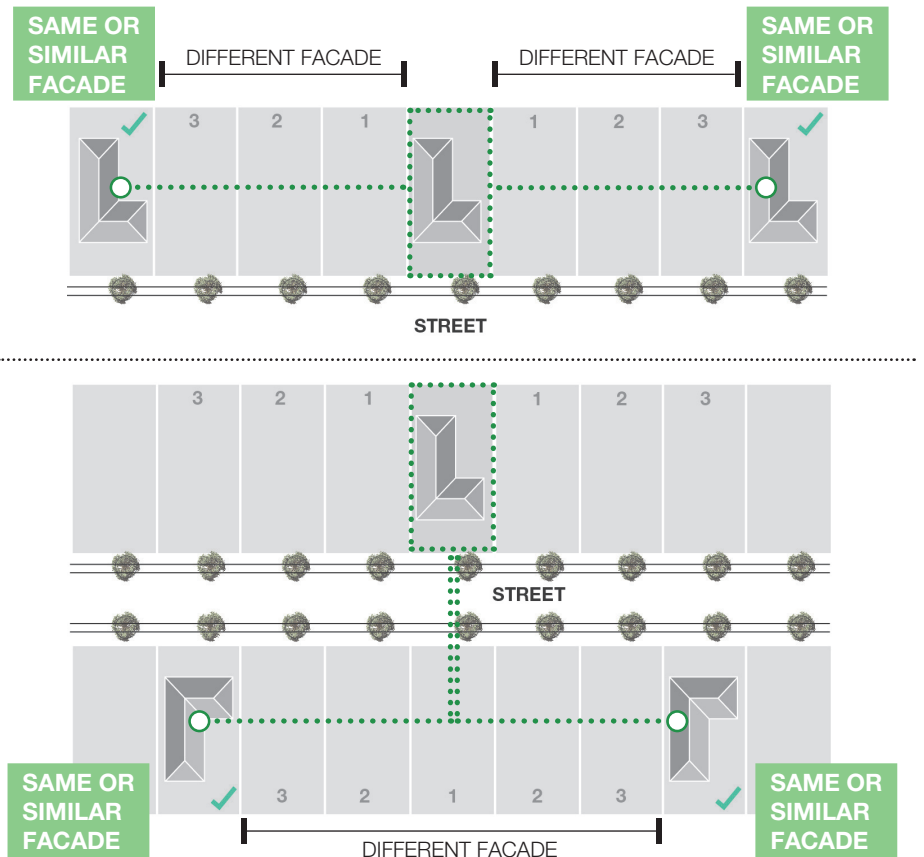 SAME OR
SIMILAR
FACADE
DIFFERENT FACADE
DIFFERENT FACADE
SAME OR
SIMILAR
FACADE
3 2 1 1 2 3
STREET
3 2 1 1 2 3
STREET
SAME OR
SIMILAR
FACADE
3 2 1 2 3
DIFFERENT FACADE
SAME OR
SIMILAR
FACADE